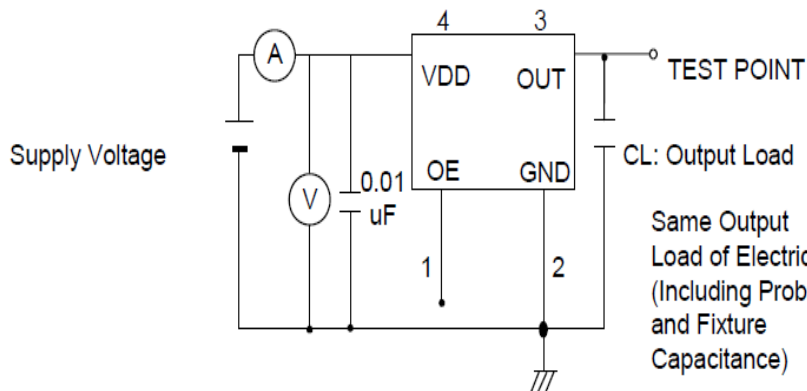 4
3
A
VDD
OUT
TEST POINT
Supply Voltage
V
0.01
uF
OE
GND
CL: Output Load
1
2
Same Output
Load of Electric
(Including Prob
and Fixture
Capacitance)